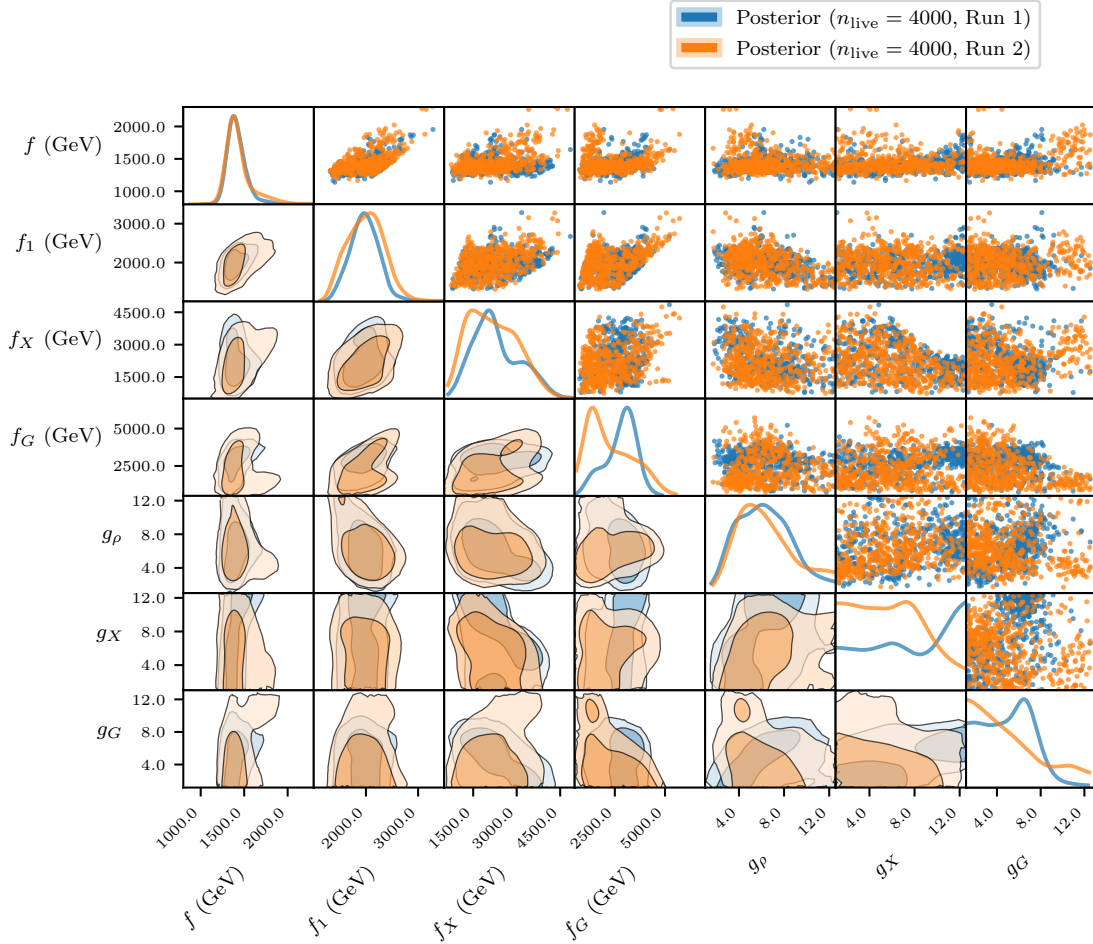 Posterior (n_live = 4000, Run 1)
Posterior (n_live = 4000, Run 2)
f (GeV)
2000.0
1500.0
1000.0
f_1 (GeV)
3000.0
2000.0
f_X (GeV)
4500.0
3000.0
1500.0
f_G (GeV)
5000.0
2500.0
g_ρ
12.0
8.0
4.0
g_X
12.0
8.0
4.0
g_G
12.0
8.0
4.0
1000.0 1500.0 2000.0 2000.0 3000.0 1500.0 3000.0 4500.0 2500.0 5000.0 4.0 8.0 12.0 4.0 8.0 12.0 4.0 8.0 12.0
f (GeV) f_1 (GeV) f_X (GeV) f_G (GeV) g_ρ g_X g_G